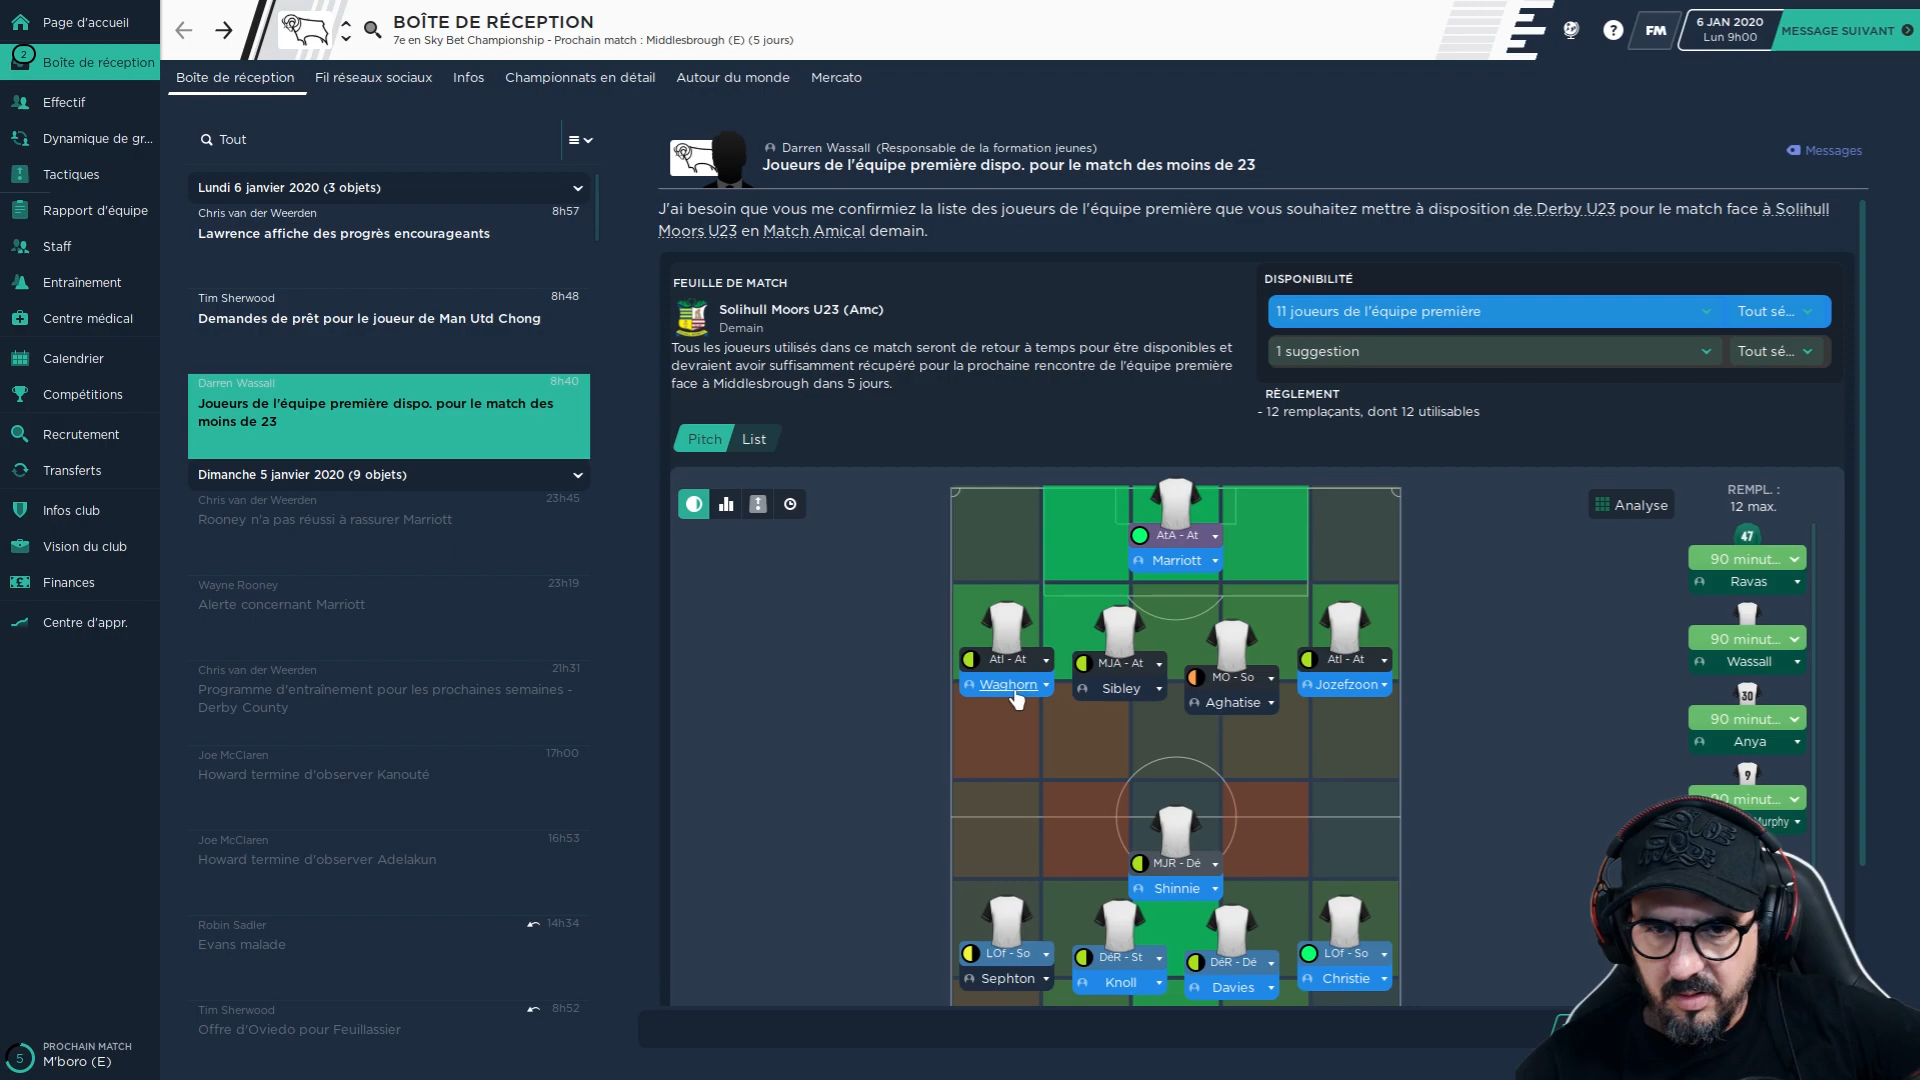 Page d'accueil
2
Boîte de réception
Effectif
Dynamique de gr...
Tactiques
Rapport d'équipe
Staff
Entraînement
Centre médical
Calendrier
Compétitions
Recrutement
Transferts
Infos club
Vision du club
Finances
Centre d'appr.
5
PROCHAIN MATCH
M'boro (E)
BOÎTE DE RÉCEPTION
7e en Sky Bet Championship - Prochain match : Middlesbrough (E) (5 jours)
?
FM
6 JAN 2020
Lun 9h00
MESSAGE SUIVANT
Boîte de réception
Fil réseaux sociaux
Infos
Championnats en détail
Autour du monde
Mercato
Tout
Lundi 6 janvier 2020 (3 objets)
Chris van der Weerden 8h57
Lawrence affiche des progrès encourageants
Tim Sherwood 8h48
Demandes de prêt pour le joueur de Man Utd Chong
Darren Wassall 8h40
Joueurs de l'équipe première dispo. pour le match des
moins de 23
Dimanche 5 janvier 2020 (9 objets)
Chris van der Weerden 23h45
Rooney n'a pas réussi à rassurer Marriott
Wayne Rooney 23h19
Alerte concernant Marriott
Chris van der Weerden 21h31
Programme d'entraînement pour les prochaines semaines -
Derby County
Joe McClaren 17h00
Howard termine d'observer Kanouté
Joe McClaren 16h53
Howard termine d'observer Adelakun
Robin Sadler 14h34
Evans malade
Tim Sherwood 8h52
Offre d'Oviedo pour Feuillassier
Darren Wassall (Responsable de la formation jeunes)
Joueurs de l'équipe première dispo. pour le match des moins de 23
Messages
J'ai besoin que vous me confirmiez la liste des joueurs de l'équipe première que vous souhaitez mettre à disposition de Derby U23 pour le match face à Solihull
Moors U23 en Match Amical demain.
FEUILLE DE MATCH
Solihull Moors U23 (Amc)
Demain
Tous les joueurs utilisés dans ce match seront de retour à temps pour être disponibles et
devraient avoir suffisamment récupéré pour la prochaine rencontre de l'équipe première
face à Middlesbrough dans 5 jours.
DISPONIBILITÉ
11 joueurs de l'équipe première Tout sé...
1 suggestion Tout sé...
RÈGLEMENT
- 12 remplaçants, dont 12 utilisables
Pitch List
Analyse
AtA - At
Marriott
AtI - At
Waghorn
MJA - At
Sibley
MO - So
Aghatise
AtI - At
Jozefzoon
MJR - Dé
Shinnie
LOf - So
Sephton
DéR - St
Knoll
DéR - Dé
Davies
LOf - So
Christie
REMPL. :
12 max.
47
90 minut...
Ravas
90 minut...
Wassall
30
90 minut...
Anya
9
90 minut...
Murphy